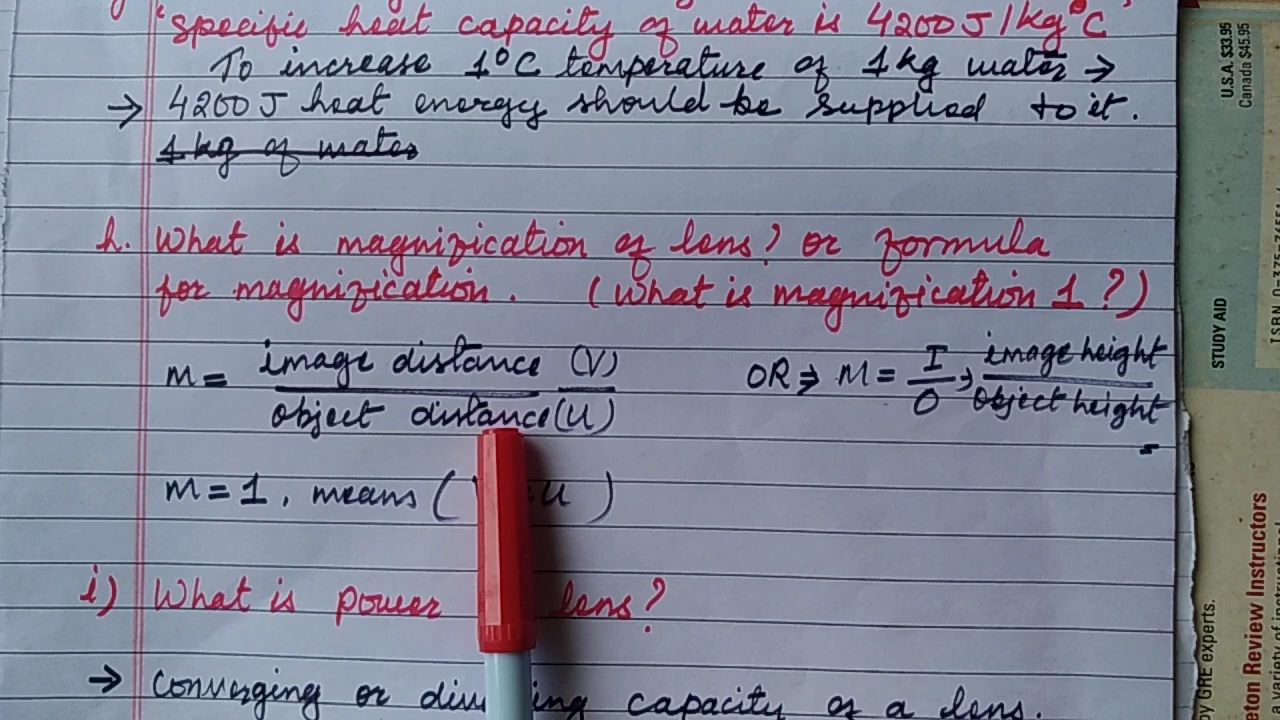 "specific heat capacity of water is 4200J/kg°C"
To increase 1°C temperature of 1kg water →
→ 4200J heat energy should be supplied to it.
1kg of water
h. What is magnification of lens? or formula
for magnification. (What is magnification 1?)
m = image distance (V) / object distance (U)
OR ⇒ M = I / O → image height / object height
m = 1, means ( = u )
i) What is power lens?
→ Converging or capacity of a lens.
U.S.A. $33.95
Canada $45.95
STUDY AID
y GRE experts.
eton Review Instructors